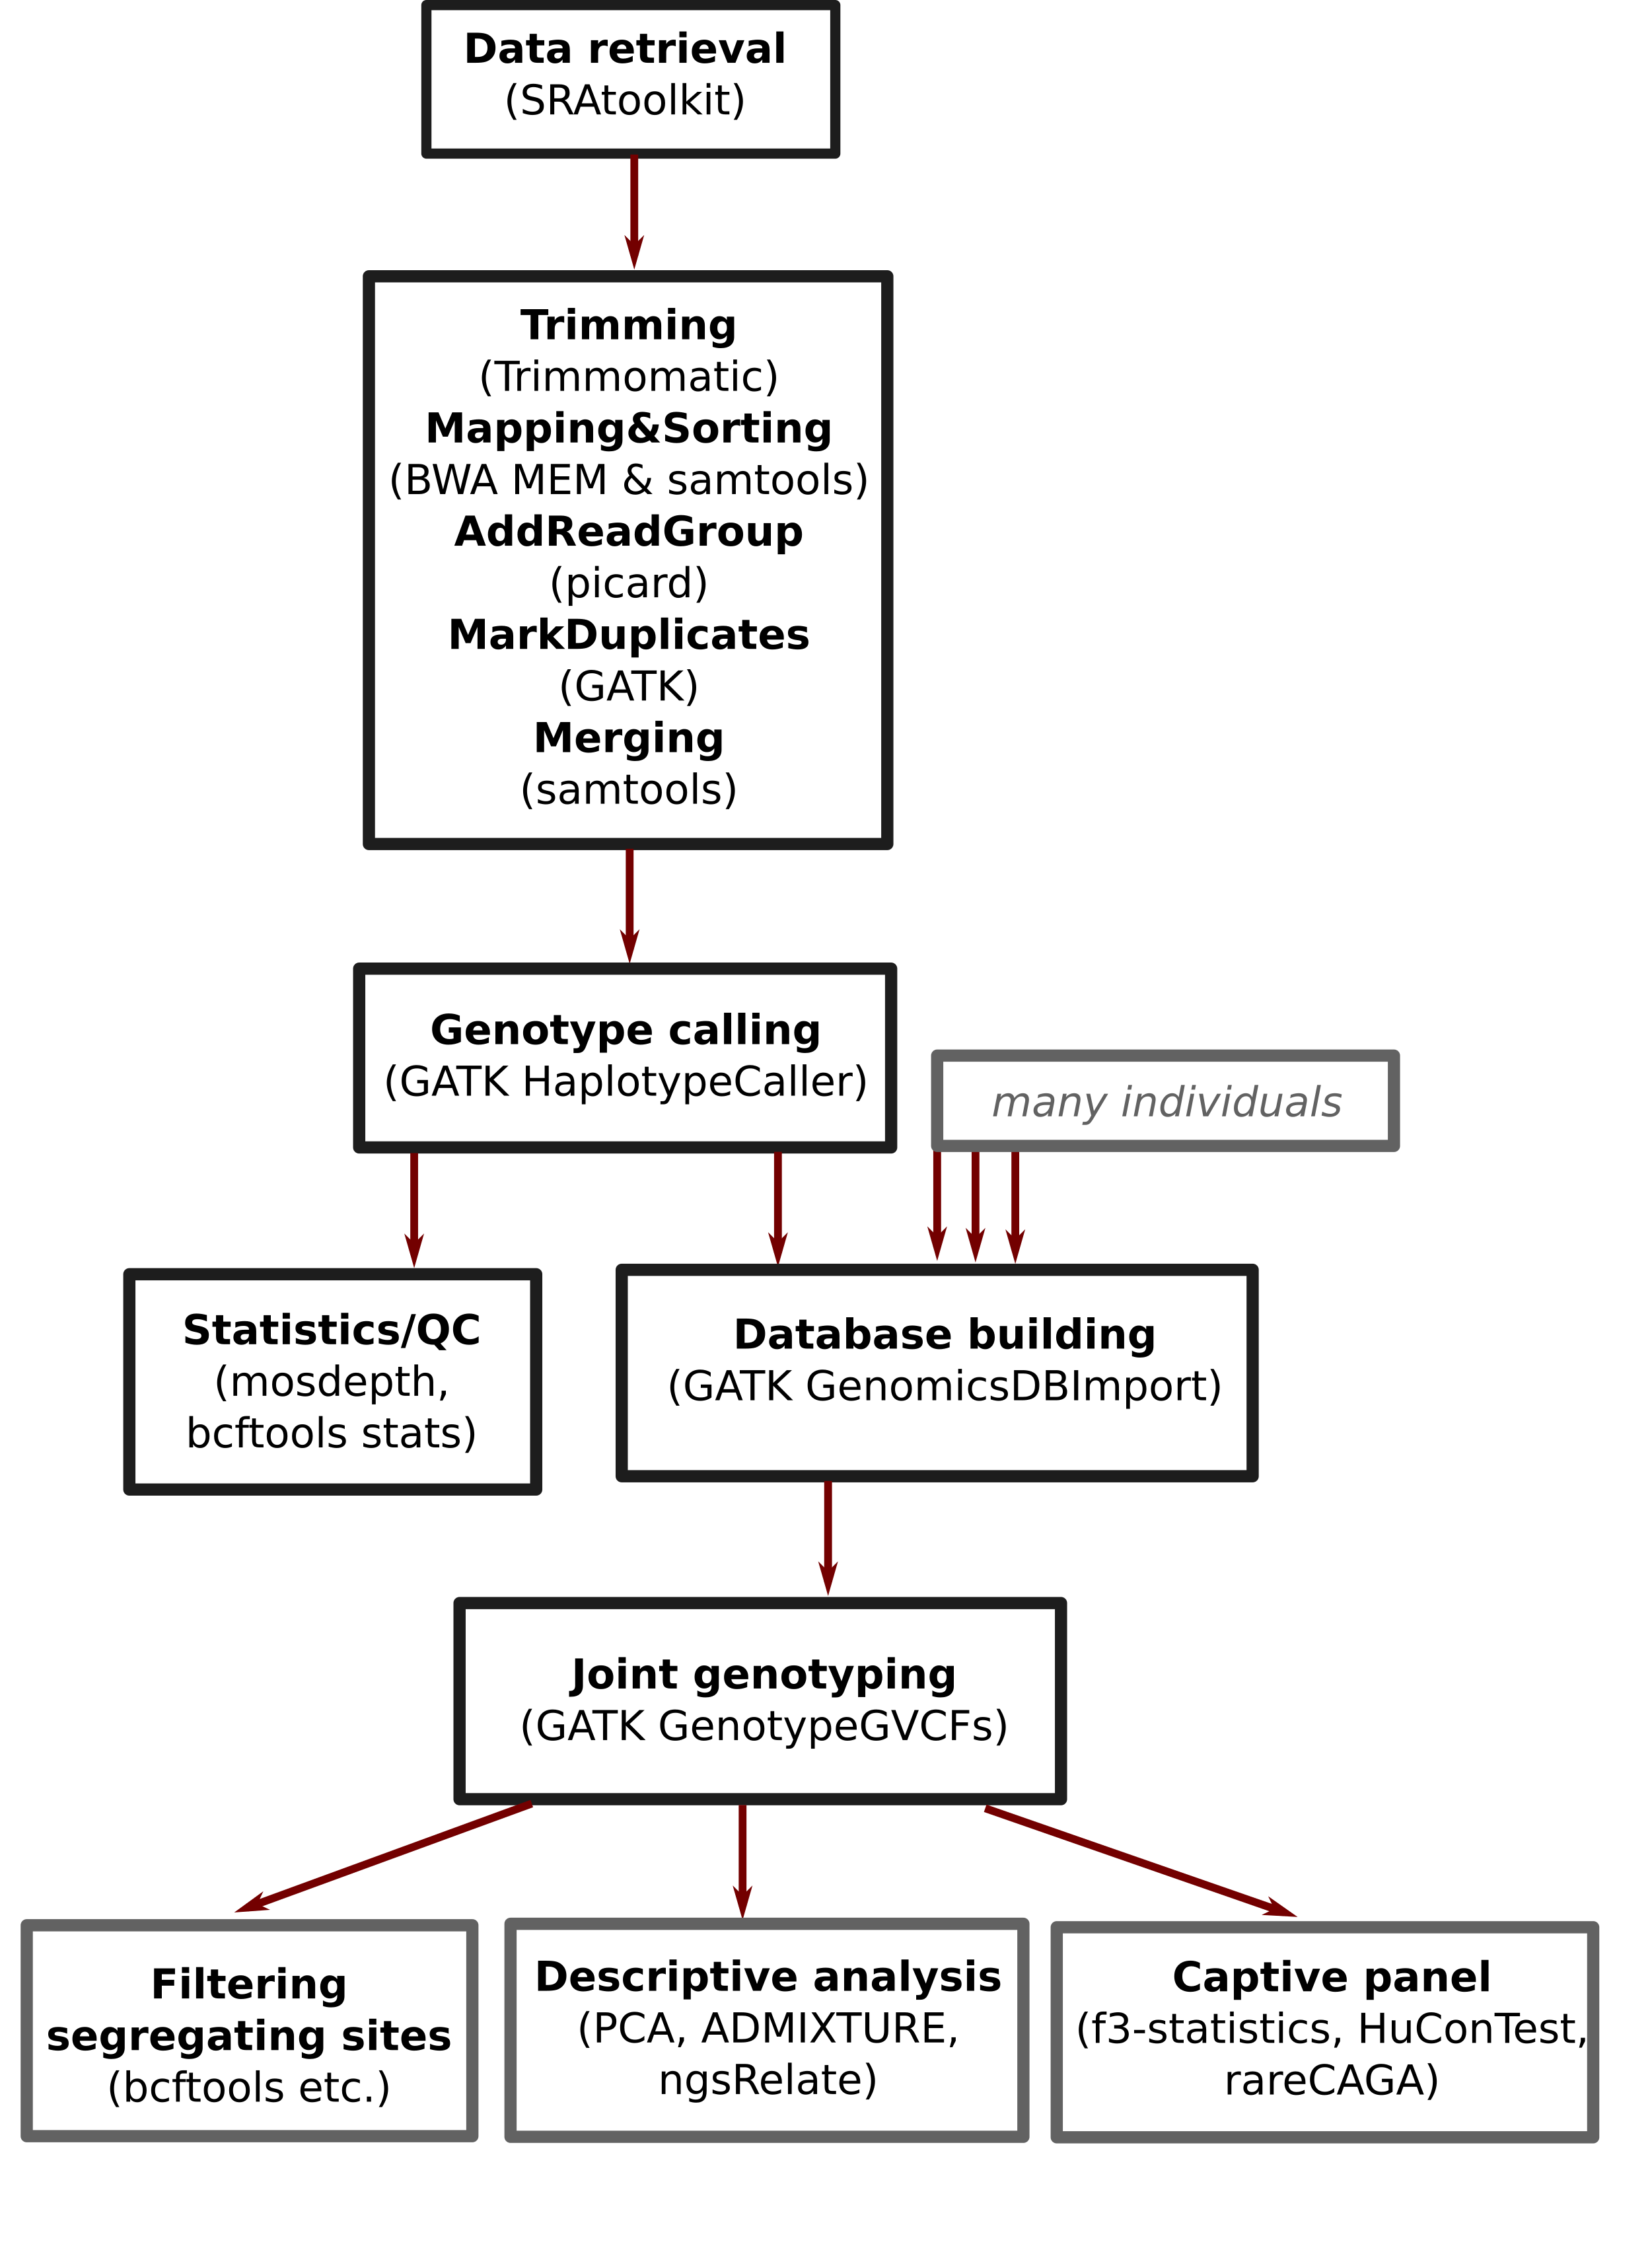 Data retrieval
(SRAtoolkit)
Trimming
(Trimmomatic)
Mapping&Sorting
(BWA MEM & samtools)
AddReadGroup
(picard)
MarkDuplicates
(GATK)
Merging
(samtools)
Genotype calling
(GATK HaplotypeCaller)
many individuals
Statistics/QC
(mosdepth,
bcftools stats)
Database building
(GATK GenomicsDBImport)
Joint genotyping
(GATK GenotypeGVCFs)
Filtering
segregating sites
(bcftools etc.)
Descriptive analysis
(PCA, ADMIXTURE,
ngsRelate)
Captive panel
(f3-statistics, HuConTest,
rareCAGA)